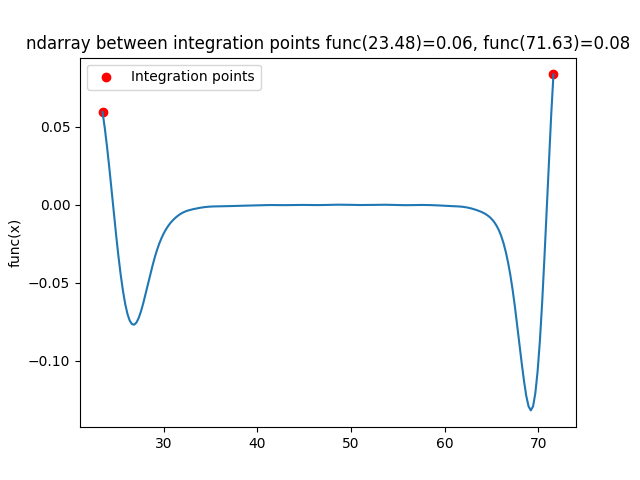 ndarray between integration points func(23.48)=0.06, func(71.63)=0.08
Integration points
0.05
0.00
−0.05
−0.10
func(x)
30 40 50 60 70